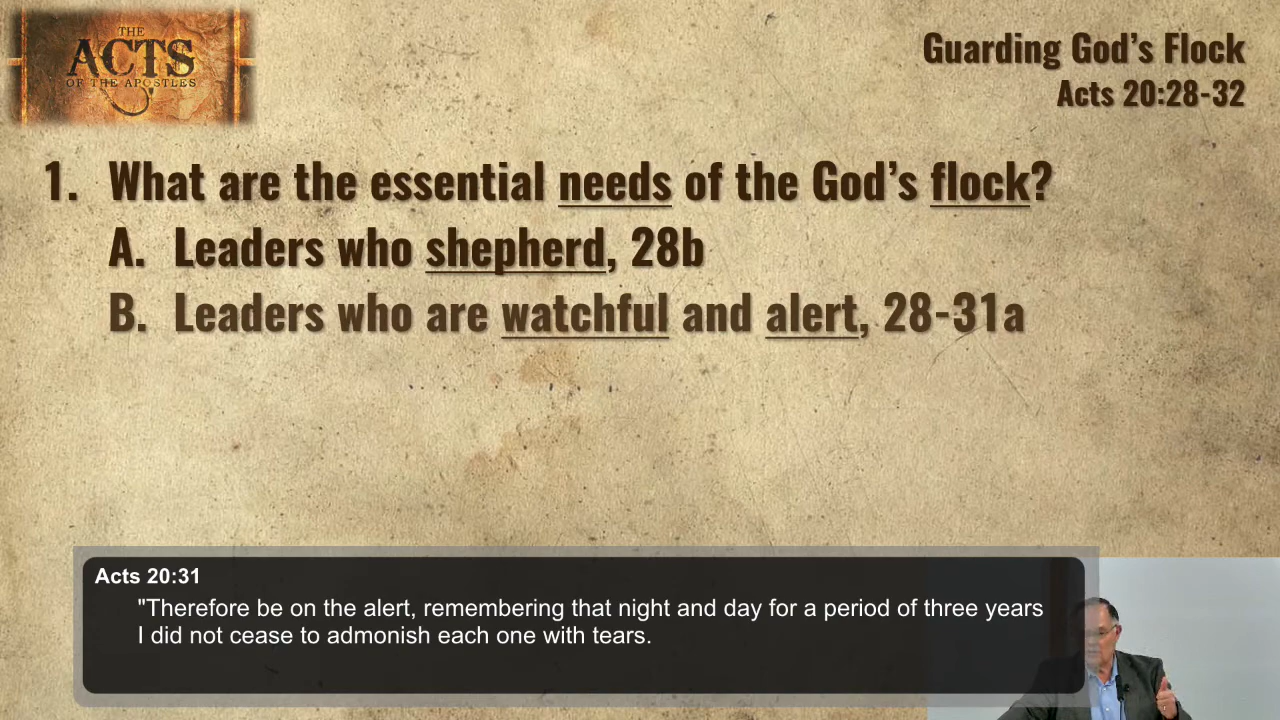 THE
ACTS
OF THE APOSTLES
Guarding God’s Flock
Acts 20:28-32
1. What are the essential needs of the God’s flock?
A. Leaders who shepherd, 28b
B. Leaders who are watchful and alert, 28-31a
Acts 20:31
"Therefore be on the alert, remembering that night and day for a period of three years
I did not cease to admonish each one with tears.